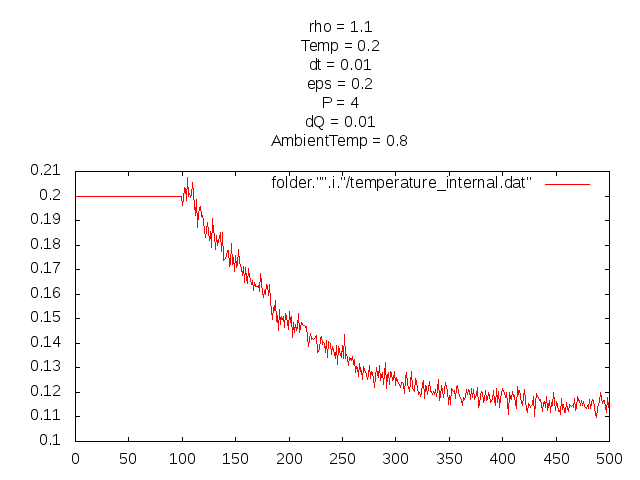 rho = 1.1
Temp = 0.2
dt = 0.01
eps = 0.2
P = 4
dQ = 0.01
AmbientTemp = 0.8
folder."".i."/temperature_internal.dat"
0.21
0.2
0.19
0.18
0.17
0.16
0.15
0.14
0.13
0.12
0.11
0.1
0 50 100 150 200 250 300 350 400 450 500